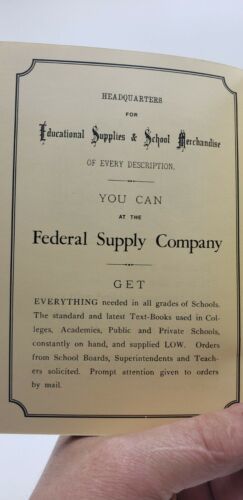 HEADQUARTERS
FOR
Educational Supplies & School Merchandise
OF EVERY DESCRIPTION,
YOU CAN
AT THE
Federal Supply Company
GET
EVERYTHING needed in all grades of Schools.
The standard and latest Text-Books used in Col-
leges, Academies, Public and Private Schools,
constantly on hand, and supplied LOW. Orders
from School Boards, Superintendents and Teach-
ers solicited. Prompt attention given to orders
by mail.